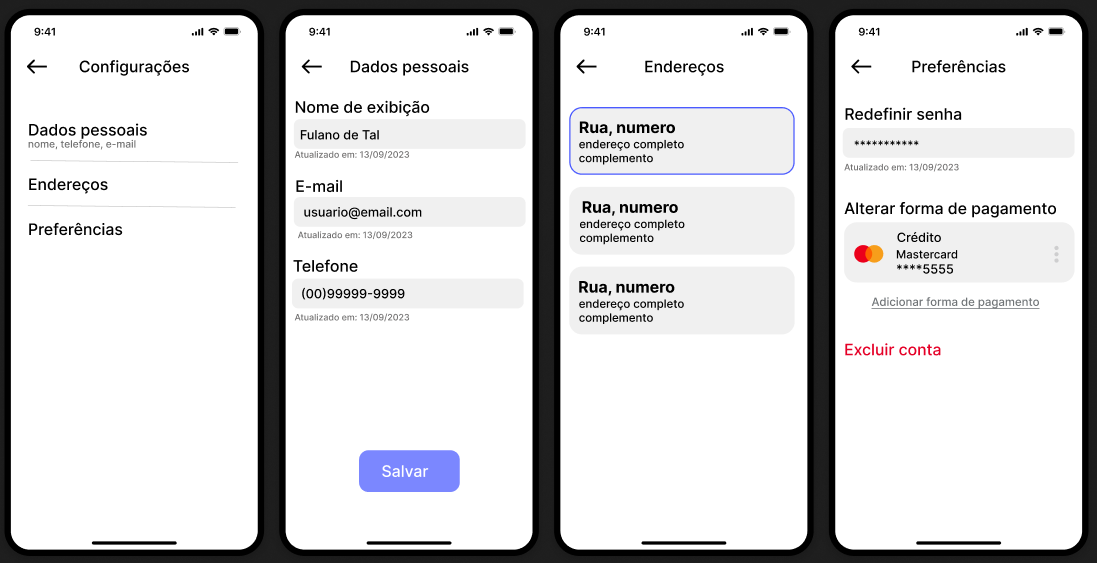 9:41
Configurações
Dados pessoais
nome, telefone, e-mail
Endereços
Preferências
9:41
Dados pessoais
Nome de exibição
Fulano de Tal
Atualizado em: 13/09/2023
E-mail
usuario@email.com
Atualizado em: 13/09/2023
Telefone
(00)99999-9999
Atualizado em: 13/09/2023
Salvar
9:41
Endereços
Rua, numero
endereço completo
complemento
Rua, numero
endereço completo
complemento
Rua, numero
endereço completo
complemento
9:41
Preferências
Redefinir senha
***********
Atualizado em: 13/09/2023
Alterar forma de pagamento
Crédito
Mastercard
****5555
Adicionar forma de pagamento
Excluir conta